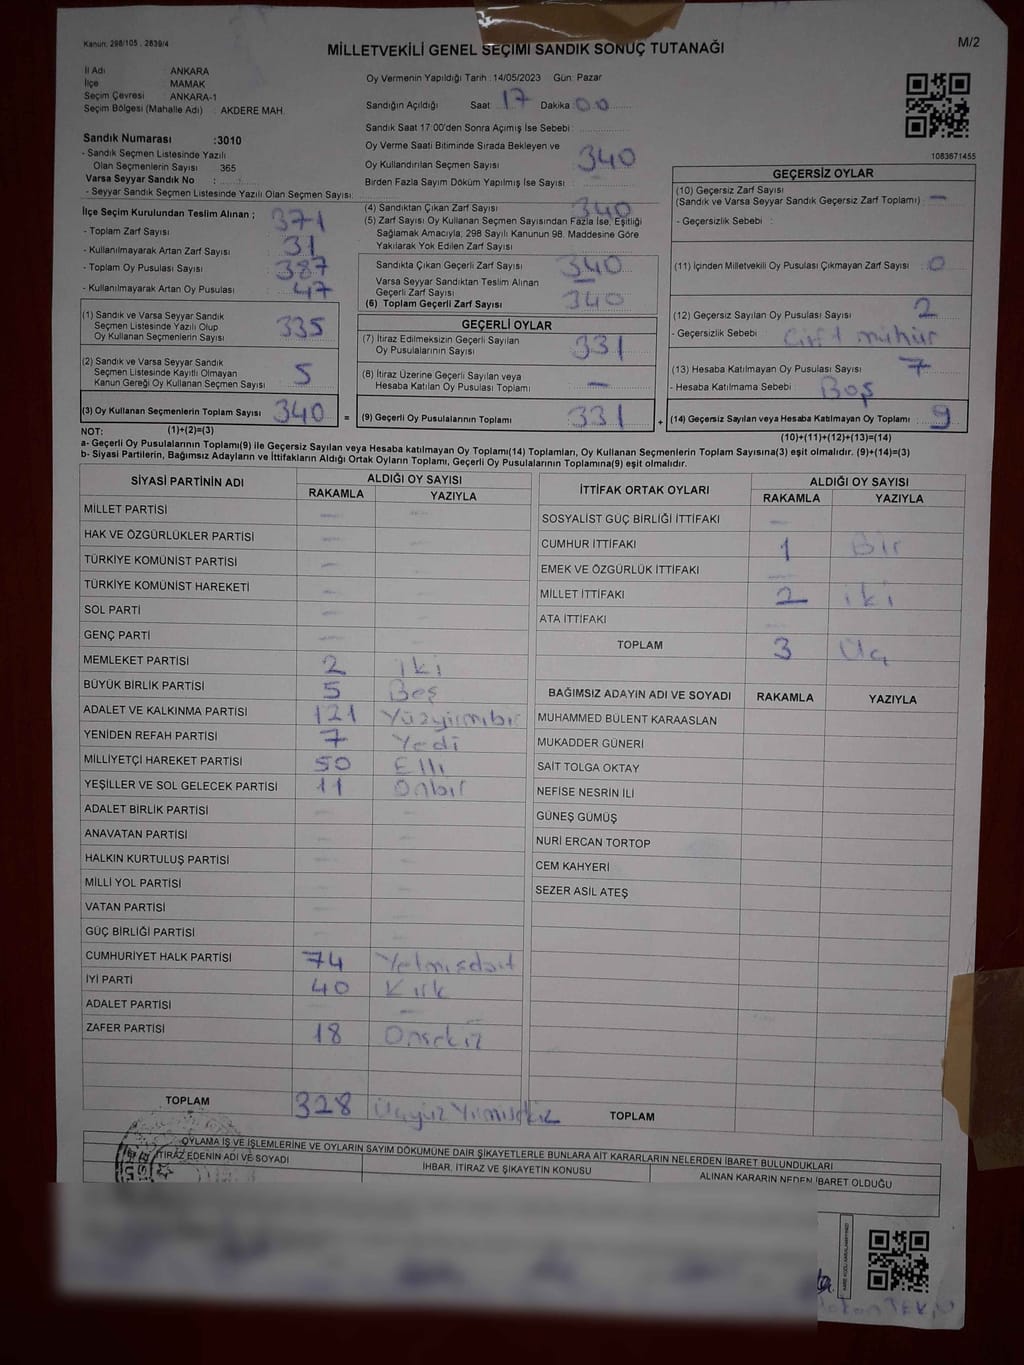 Kanun: 298/105 , 2839/4
MİLLETVEKİLİ GENEL SEÇİMİ SANDIK SONUÇ TUTANAĞI
M/2
İl Adı ANKARA
İlçe MAMAK
Seçim Çevresi ANKARA-1
Seçim Bölgesi (Mahalle Adı) : AKDERE MAH.
Oy Vermenin Yapıldığı Tarih :14/05/2023 Gün: Pazar
Sandığın Açıldığı Saat: 17 Dakika: 00
Sandık Saat 17:00'den Sonra Açımış İse Sebebi :
Oy Verme Saati Bitiminde Sırada Bekleyen ve
Oy Kullandırılan Seçmen Sayısı 340
Birden Fazla Sayım Döküm Yapılmış İse Sayısı :
Sandık Numarası :3010
- Sandık Seçmen Listesinde Yazılı
Olan Seçmenlerin Sayısı 365
Varsa Seyyar Sandık No :
- Seyyar Sandık Seçmen Listesinde Yazılı Olan Seçmen Sayısı:
1083671455
İlçe Seçim Kurulundan Teslim Alınan ;
- Toplam Zarf Sayısı : 371
- Kullanılmayarak Artan Zarf Sayısı : 31
- Toplam Oy Pusulası Sayısı : 387
- Kullanılmayarak Artan Oy Pusulası : 47
(4) Sandıktan Çıkan Zarf Sayısı 340
(5) Zarf Sayısı Oy Kullanan Seçmen Sayısından Fazla İse, Eşitliği
Sağlamak Amacıyla, 298 Sayılı Kanunun 98. Maddesine Göre
Yakılarak Yok Edilen Zarf Sayısı
Sandıkta Çıkan Geçerli Zarf Sayısı 340
Varsa Seyyar Sandıktan Teslim Alınan
Geçerli Zarf Sayısı : —
(6) Toplam Geçerli Zarf Sayısı 340
GEÇERSİZ OYLAR
(10) Geçersiz Zarf Sayısı
(Sandık ve Varsa Seyyar Sandık Geçersiz Zarf Toplamı) : —
- Geçersizlik Sebebi :
(11) İçinden Milletvekili Oy Pusulası Çıkmayan Zarf Sayısı : 0
(12) Geçersiz Sayılan Oy Pusulası Sayısı : 2
- Geçersizlik Sebebi : Çift mühür
(13) Hesaba Katılmayan Oy Pusulası Sayısı : 7
- Hesaba Katılmama Sebebi : Boş
(14) Geçersiz Sayılan veya Hesaba Katılmayan Oy Toplamı : 9
(10)+(11)+(12)+(13)=(14)
(1) Sandık ve Varsa Seyyar Sandık
Seçmen Listesinde Yazılı Olup
Oy Kullanan Seçmenlerin Sayısı : 335
(2) Sandık ve Varsa Seyyar Sandık
Seçmen Listesinde Kayıtlı Olmayan
Kanun Gereği Oy Kullanan Seçmen Sayısı : 5
(3) Oy Kullanan Seçmenlerin Toplam Sayısı : 340
(1)+(2)=(3)
GEÇERLİ OYLAR
(7) İtiraz Edilmeksizin Geçerli Sayılan
Oy Pusulalarının Sayısı : 331
(8) İtiraz Üzerine Geçerli Sayılan veya
Hesaba Katılan Oy Pusulası Toplamı : —
= (9) Geçerli Oy Pusulalarının Toplamı : 331 +
NOT:
a- Geçerli Oy Pusulalarının Toplamı(9) ile Geçersiz Sayılan veya Hesaba Katılmayan Oy Toplamı(14) Toplamları, Oy Kullanan Seçmenlerin Toplam Sayısına(3) eşit olmalıdır. (9)+(14)=(3)
b- Siyasi Partilerin, Bağımsız Adayların ve İttifakların Aldığı Ortak Oyların Toplamı, Geçerli Oy Pusulalarının Toplamına(9) eşit olmalıdır.
SİYASİ PARTİNİN ADI ALDIĞI OY SAYISI
RAKAMLA YAZIYLA
MİLLET PARTİSİ —
HAK VE ÖZGÜRLÜKLER PARTİSİ —
TÜRKİYE KOMÜNİST PARTİSİ —
TÜRKİYE KOMÜNİST HAREKETİ —
SOL PARTİ —
GENÇ PARTİ —
MEMLEKET PARTİSİ 2 iki
BÜYÜK BİRLİK PARTİSİ 5 Beş
ADALET VE KALKINMA PARTİSİ 121 Yüzyirmibir
YENİDEN REFAH PARTİSİ 7 Yedi
MİLLİYETÇİ HAREKET PARTİSİ 50 Elli
YEŞİLLER VE SOL GELECEK PARTİSİ 11 Onbir
ADALET BİRLİK PARTİSİ —
ANAVATAN PARTİSİ —
HALKIN KURTULUŞ PARTİSİ —
MİLLİ YOL PARTİSİ —
VATAN PARTİSİ —
GÜÇ BİRLİĞİ PARTİSİ —
CUMHURİYET HALK PARTİSİ 74 Yetmişdört
İYİ PARTİ 40 Kırk
ADALET PARTİSİ —
ZAFER PARTİSİ 18 Onsekiz
TOPLAM 328 Üçyüz Yirmisekiz
İTTİFAK ORTAK OYLARI ALDIĞI OY SAYISI
RAKAMLA YAZIYLA
SOSYALİST GÜÇ BİRLİĞİ İTTİFAKI —
CUMHUR İTTİFAKI 1 Bir
EMEK VE ÖZGÜRLÜK İTTİFAKI —
MİLLET İTTİFAKI 2 iki
ATA İTTİFAKI —
TOPLAM 3 Üç
BAĞIMSIZ ADAYIN ADI VE SOYADI RAKAMLA YAZIYLA
MUHAMMED BÜLENT KARAASLAN
MUKADDER GÜNERİ
SAİT TOLGA OKTAY
NEFİSE NESRİN İLİ
GÜNEŞ GÜMÜŞ
NURİ ERCAN TORTOP
CEM KAHYERİ
SEZER ASİL ATEŞ
TOPLAM
OYLAMA İŞ VE İŞLEMLERİNE VE OYLARIN SAYIM DÖKÜMÜNE DAİR ŞİKAYETLERLE BUNLARA AİT KARARLARIN NELERDEN İBARET BULUNDUKLARI
İTİRAZ EDENİN ADI VE SOYADI
İHBAR, İTİRAZ VE ŞİKAYETİN KONUSU
ALINAN KARARIN NEDEN İBARET OLDUĞU